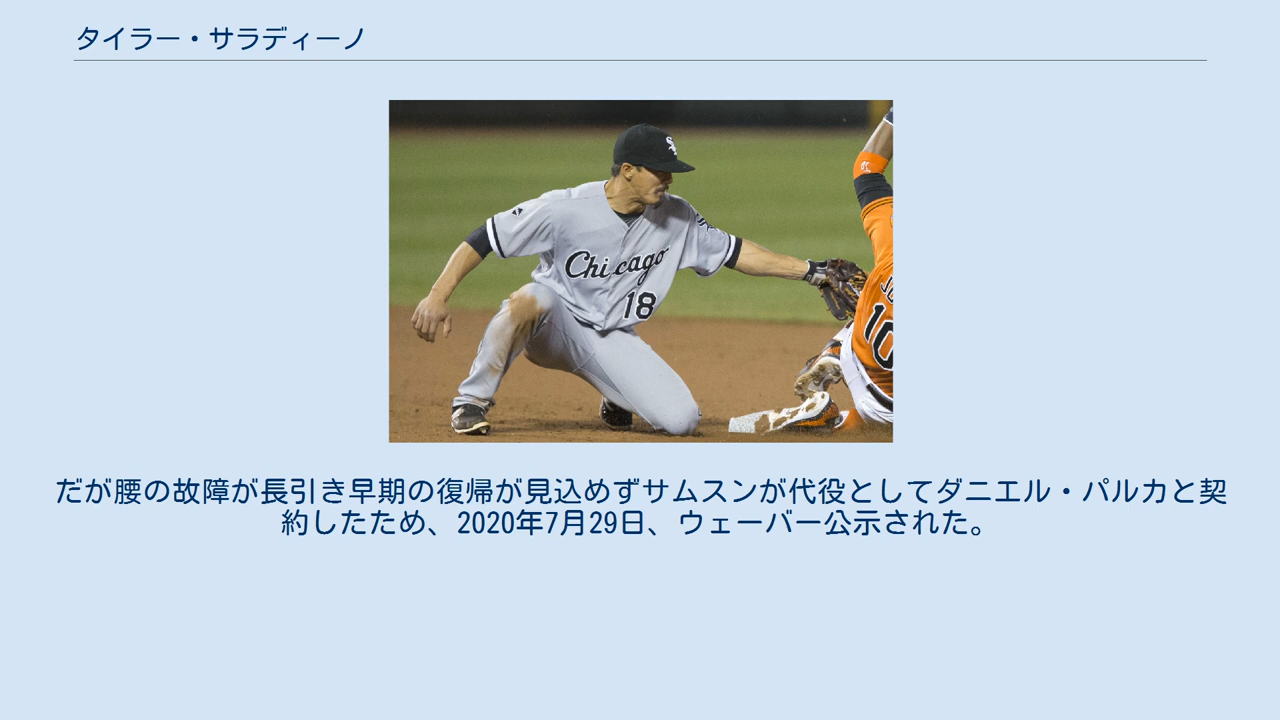 タイラー・サラディーノ
Chicago
18
10
だが腰の故障が長引き早期の復帰が見込めずサムスンが代役としてダニエル・パルカと契
約したため、2020年7月29日、ウェーバー公示された。